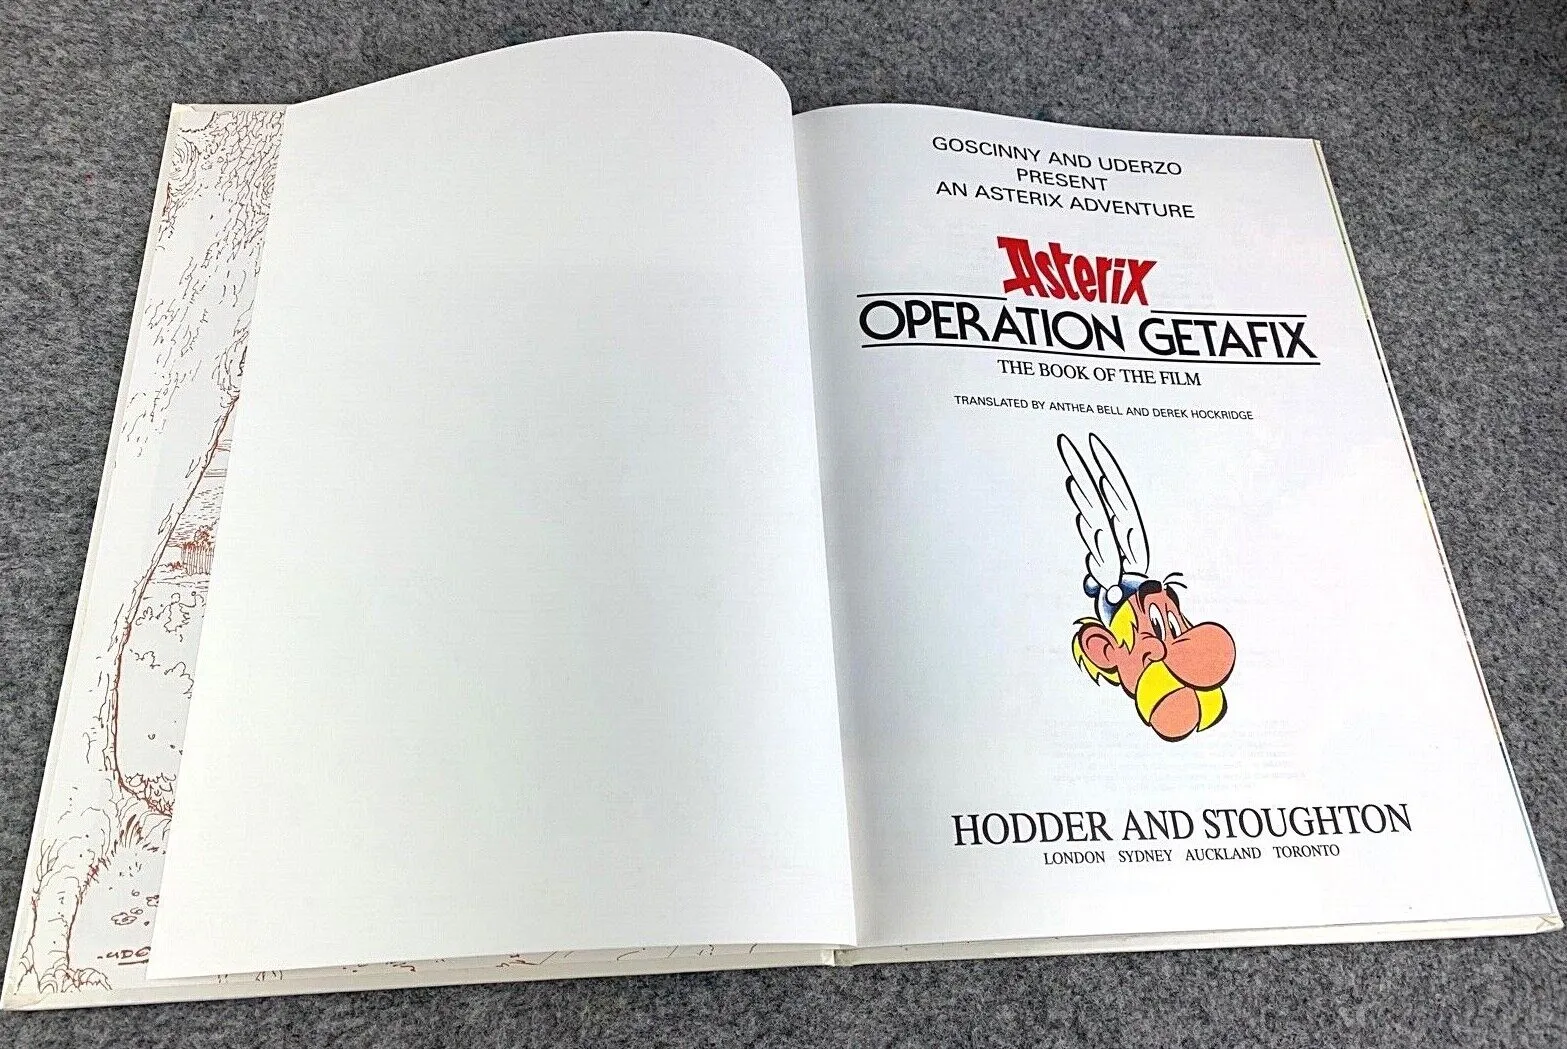 GOSCINNY AND UDERZO
PRESENT
AN ASTERIX ADVENTURE
Asterix
OPERATION GETAFIX
THE BOOK OF THE FILM
TRANSLATED BY ANTHEA BELL AND DEREK HOCKRIDGE
HODDER AND STOUGHTON
LONDON SYDNEY AUCKLAND TORONTO